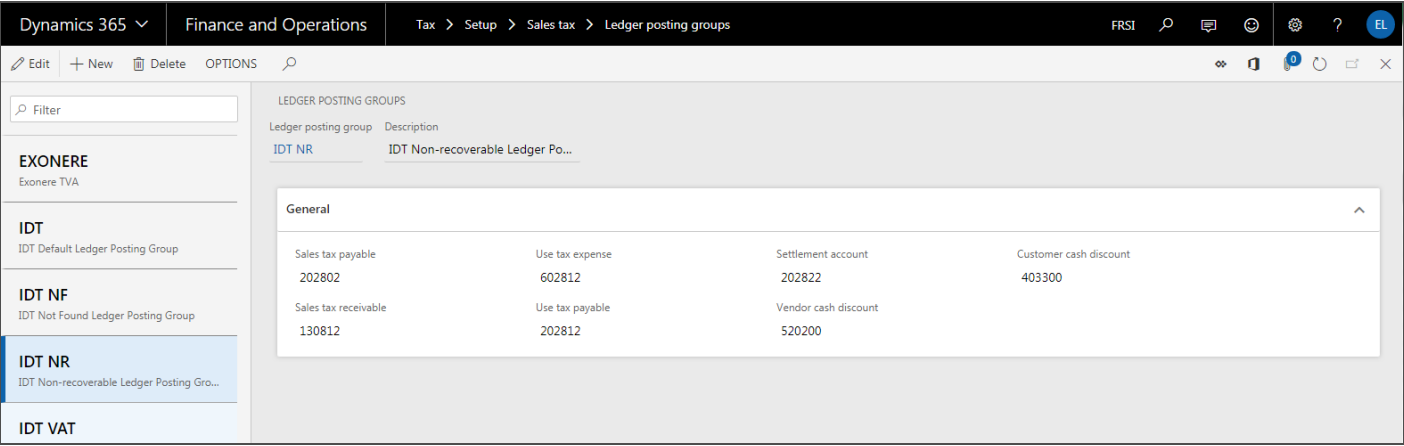 Dynamics 365 Finance and Operations Tax > Setup > Sales tax > Ledger posting groups FRSI ? EL
Edit + New Delete OPTIONS 0
Filter
EXONERE
Exonere TVA
IDT
IDT Default Ledger Posting Group
IDT NF
IDT Not Found Ledger Posting Group
IDT NR
IDT Non-recoverable Ledger Posting Gro...
IDT VAT
LEDGER POSTING GROUPS
Ledger posting group Description
IDT NR IDT Non-recoverable Ledger Po...
General
Sales tax payable Use tax expense Settlement account Customer cash discount
202802 602812 202822 403300
Sales tax receivable Use tax payable Vendor cash discount
130812 202812 520200